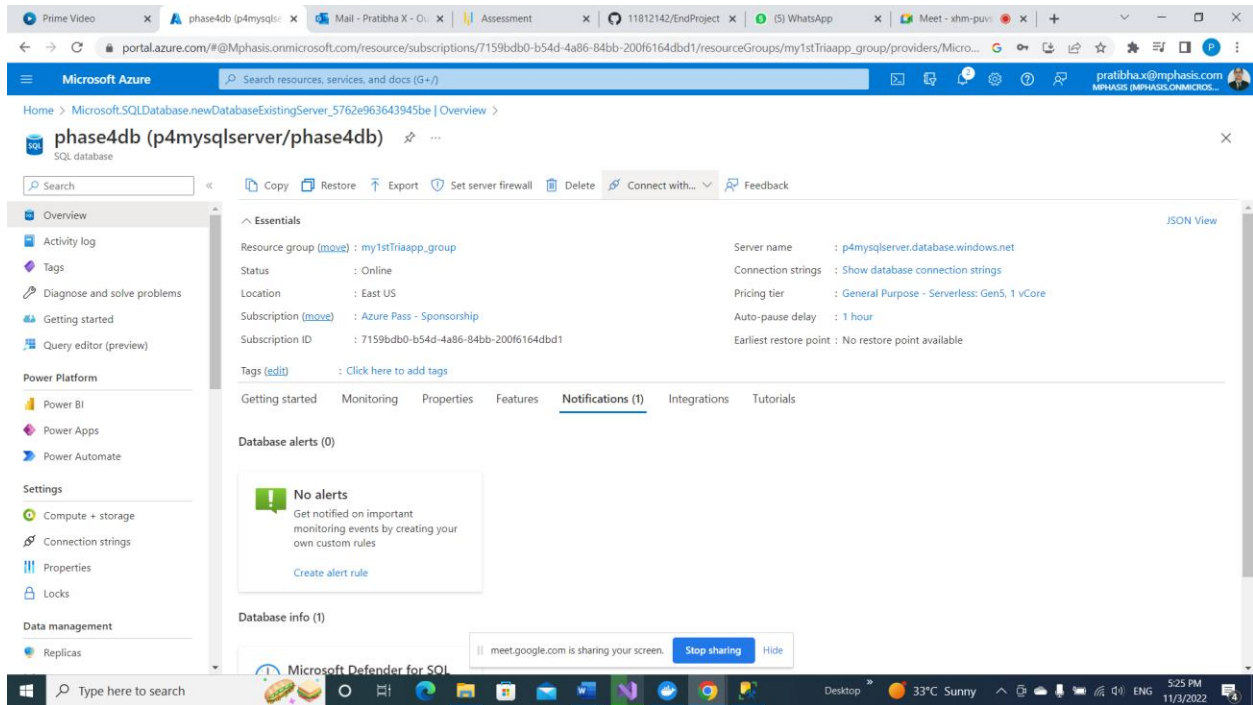 Prime Video
phase4db (p4mysqlse
Mail - Pratibha X - Ou
Assessment
11812142/EndProject
(5) WhatsApp
Meet - xhm-puvs
portal.azure.com/#@Mphasis.onmicrosoft.com/resource/subscriptions/7159bdb0-b54d-4a86-84bb-200f6164dbd1/resourceGroups/my1stTriaapp_group/providers/Micro...
Microsoft Azure
Search resources, services, and docs (G+/)
2
pratibha.x@mphasis.com
MPHASIS (MPHASIS.ONMICROS...
Home > Microsoft.SQLDatabase.newDatabaseExistingServer_5762e963643945be | Overview >
phase4db (p4mysqlserver/phase4db)
SQL database
Search
Copy Restore Export Set server firewall Delete Connect with... Feedback
Overview
Activity log
Tags
Diagnose and solve problems
Getting started
Query editor (preview)
Power Platform
Power BI
Power Apps
Power Automate
Settings
Compute + storage
Connection strings
Properties
Locks
Data management
Replicas
Essentials
JSON View
Resource group (move) : my1stTriaapp_group
Status : Online
Location : East US
Subscription (move) : Azure Pass - Sponsorship
Subscription ID : 7159bdb0-b54d-4a86-84bb-200f6164dbd1
Server name : p4mysqlserver.database.windows.net
Connection strings : Show database connection strings
Pricing tier : General Purpose - Serverless: Gen5, 1 vCore
Auto-pause delay : 1 hour
Earliest restore point : No restore point available
Tags (edit) : Click here to add tags
Getting started Monitoring Properties Features Notifications (1) Integrations Tutorials
Database alerts (0)
No alerts
Get notified on important
monitoring events by creating your
own custom rules
Create alert rule
Database info (1)
Microsoft Defender for SQL
meet.google.com is sharing your screen. Stop sharing Hide
Type here to search
Desktop
33°C Sunny
ENG
5:25 PM
11/3/2022
4